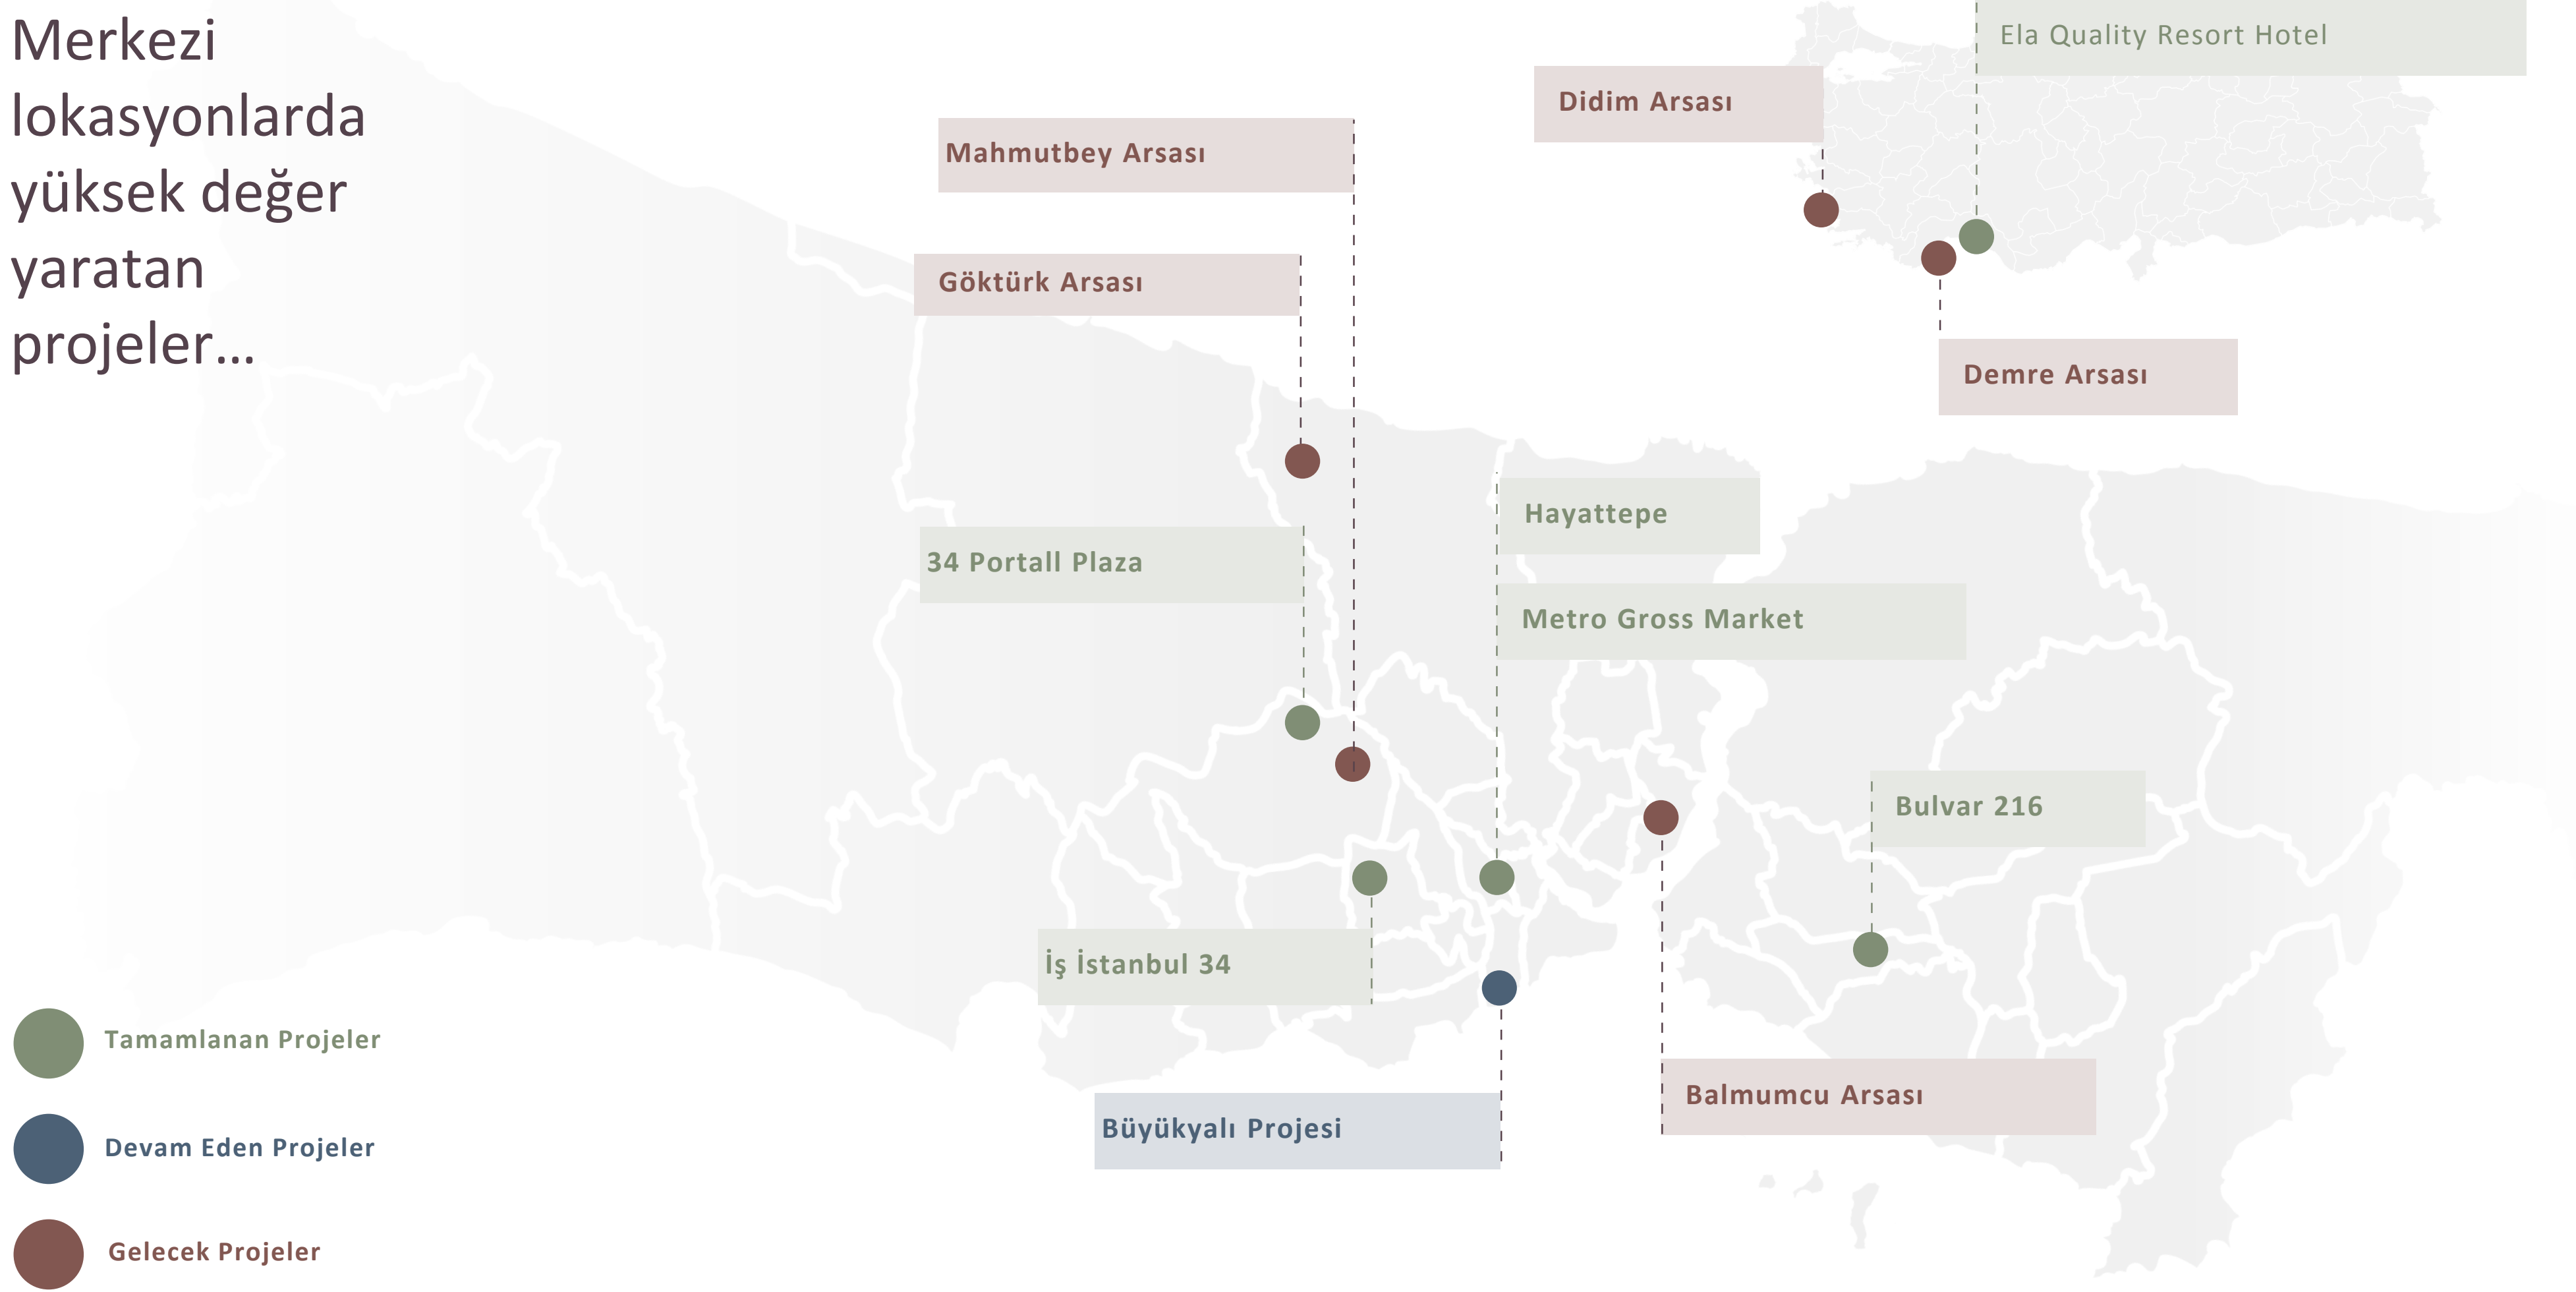 Merkezi
lokasyonlarda
yüksek değer
yaratan
projeler...
Ela Quality Resort Hotel
Didim Arsası
Mahmutbey Arsası
Göktürk Arsası
Demre Arsası
Hayattepe
34 Portall Plaza
Metro Gross Market
Bulvar 216
İş İstanbul 34
Büyükyalı Projesi
Balmumcu Arsası
Tamamlanan Projeler
Devam Eden Projeler
Gelecek Projeler